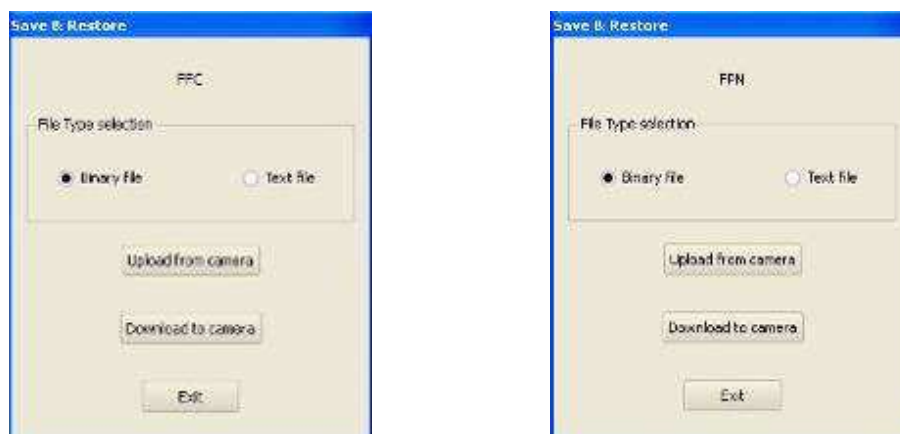 Save & Restore
FFC
File Type selection
Binary file
Text file
Upload from camera
Download to camera
Exit
Save & Restore
FPN
File Type selection
Binary file
Text file
Upload from camera
Download to camera
Exit